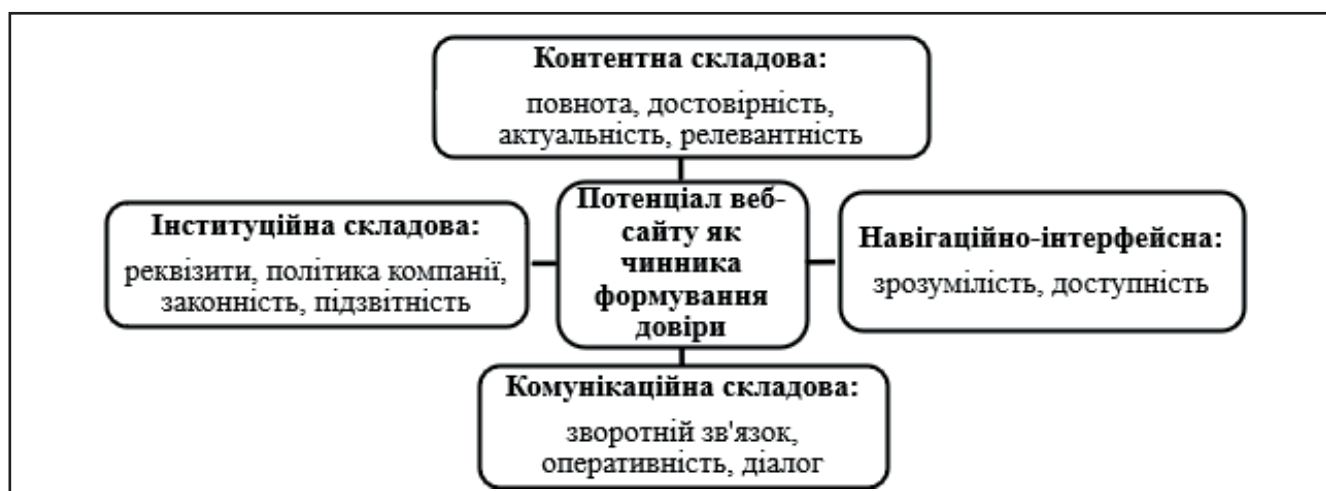 Контентна складова:
повнота, достовірність,
актуальність, релевантність
Інституційна складова:
реквізити, політика компанії,
законність, підзвітність
Потенціал веб-
сайту як
чинника
формування
довіри
Навігаційно-інтерфейсна:
зрозумілість, доступність
Комунікаційна складова:
зворотній зв'язок,
оперативність, діалог